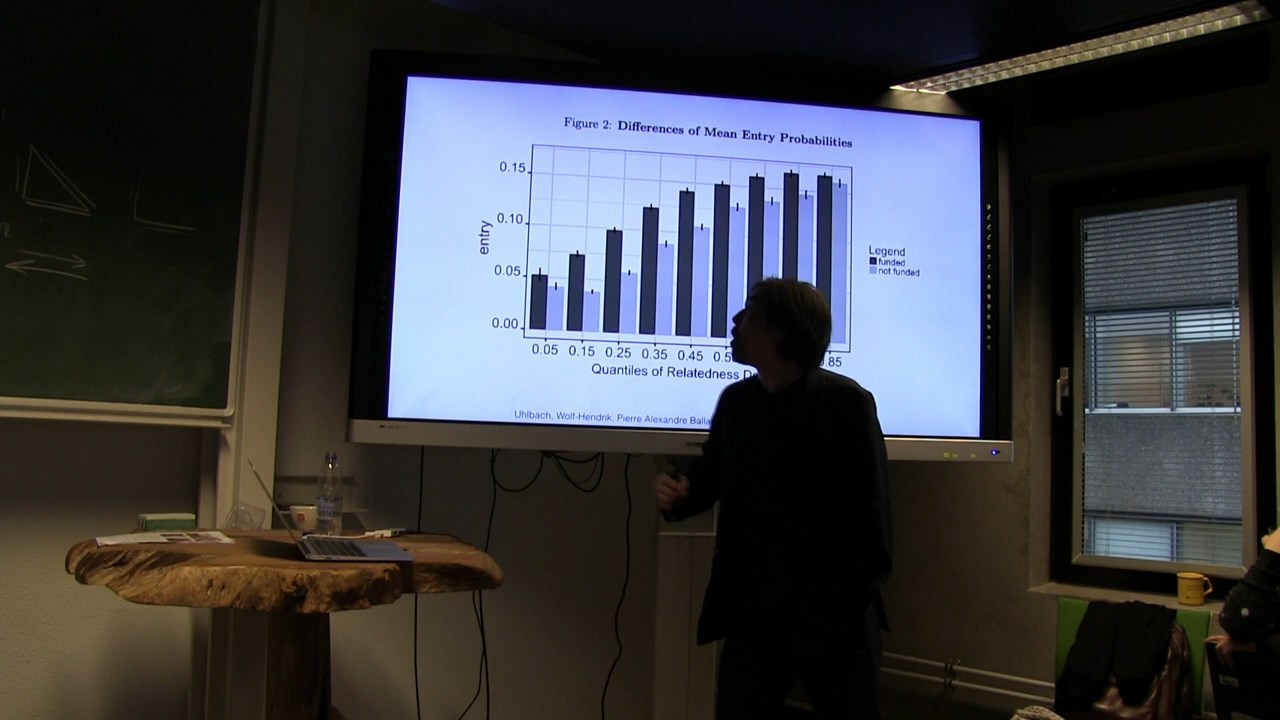 Figure 2: Differences of Mean Entry Probabilities
0.15
0.10
0.05
0.00
entry
0.05 0.15 0.25 0.35 0.45
.85
Quantiles of Relatedness
Legend
funded
not funded
Uhlbach, Wolf-Hendrik, Pierre Alexandre